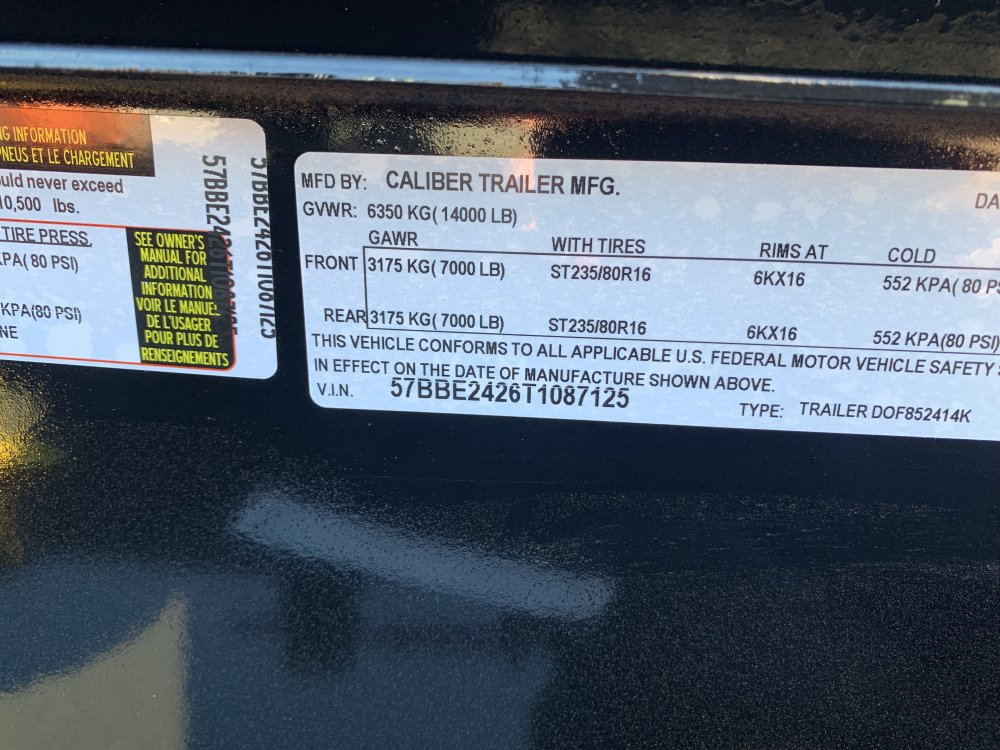 NG INFORMATION
PNEUS ET LE CHARGEMENT
uld never exceed
10,500 lbs.
TIRE PRESS.
KPA(80 PSI)
KPA(80 PSI)
NE
SEE OWNER'S
MANUAL FOR
ADDITIONAL
INFORMATION
VOIR LE MANUEL
DE L'USAGER
POUR PLUS DE
RENSEIGNEMENTS
57BBE2426T1087125
57BBE2426T1087125
MFD BY: CALIBER TRAILER MFG. DA
GVWR: 6350 KG( 14000 LB)
GAWR WITH TIRES RIMS AT COLD
FRONT 3175 KG( 7000 LB) ST235/80R16 6KX16 552 KPA( 80 PS
REAR 3175 KG( 7000 LB) ST235/80R16 6KX16 552 KPA(80 PSI)
THIS VEHICLE CONFORMS TO ALL APPLICABLE U.S. FEDERAL MOTOR VEHICLE SAFETY
IN EFFECT ON THE DATE OF MANUFACTURE SHOWN ABOVE.
V.I.N. 57BBE2426T1087125 TYPE: TRAILER DOF852414K